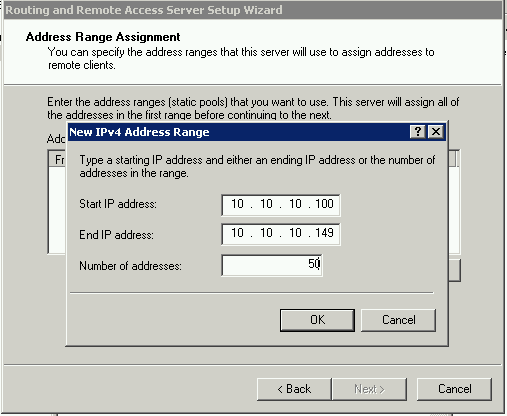 Routing and Remote Access Server Setup Wizard
Address Range Assignment
You can specify the address ranges that this server will use to assign addresses to
remote clients.
Enter the address ranges (static pools) that you want to use. This server will assign all of
the addresses in the first range before continuing to the next.
New IPv4 Address Range
Type a starting IP address and either an ending IP address or the number of
addresses in the range.
Start IP address: 10 . 10 . 10 . 100
End IP address: 10 . 10 . 10 . 149
Number of addresses: 50
OK Cancel
< Back Next > Cancel